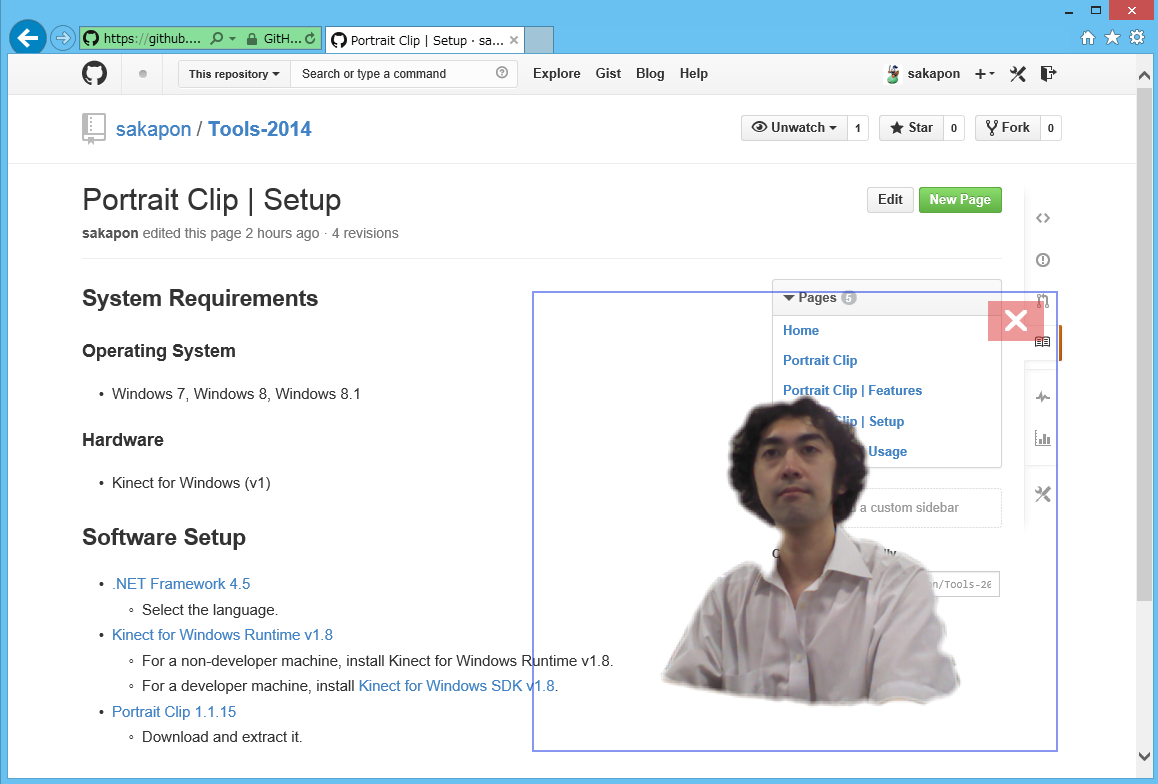 https://github.... GitH... Portrait Clip | Setup · sa...
This repository Search or type a command Explore Gist Blog Help sakapon
sakapon / Tools-2014 Unwatch 1 Star 0 Fork 0
Portrait Clip | Setup Edit New Page
sakapon edited this page 2 hours ago · 4 revisions
System Requirements
Operating System
• Windows 7, Windows 8, Windows 8.1
Hardware
• Kinect for Windows (v1)
Software Setup
• .NET Framework 4.5
◦ Select the language.
• Kinect for Windows Runtime v1.8
◦ For a non-developer machine, install Kinect for Windows Runtime v1.8.
◦ For a developer machine, install Kinect for Windows SDK v1.8.
• Portrait Clip 1.1.15
◦ Download and extract it.
Pages 5
Home
Portrait Clip
Portrait Clip | Features
| Setup
Usage
a custom sidebar
/Tools-20